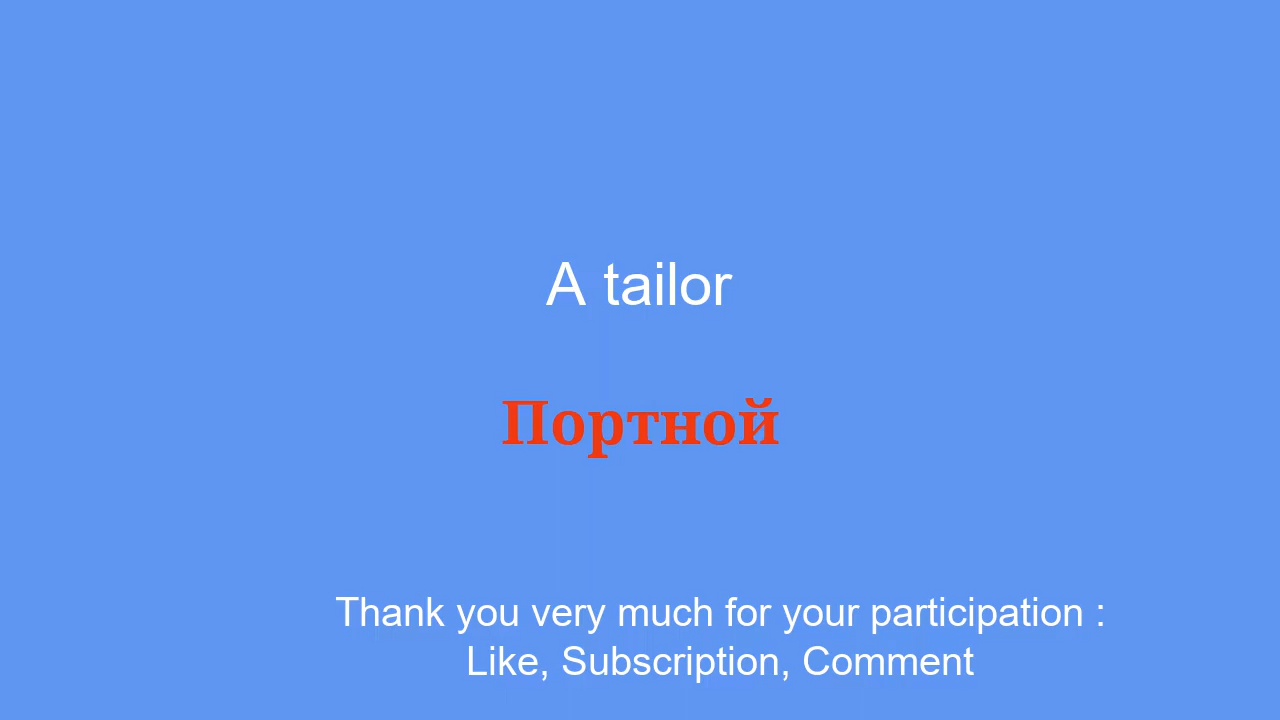 A tailor
Портной
Thank you very much for your participation :
Like, Subscription, Comment